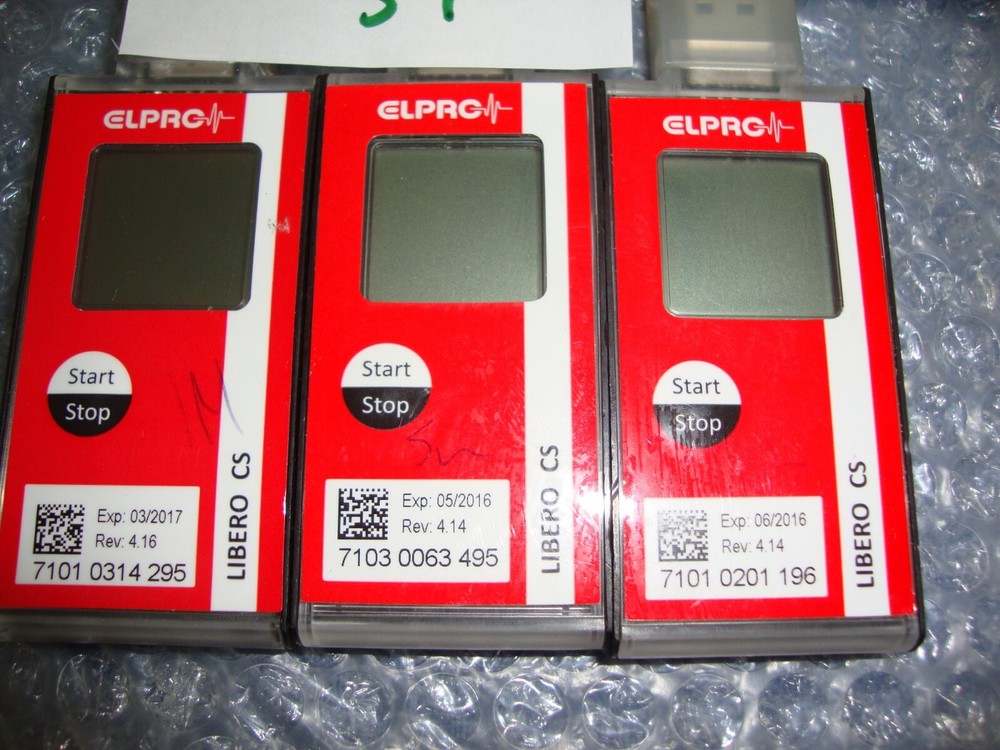 ELPRO
Start
Stop
LIBERO CS
Exp: 03/2017
Rev: 4.16
7101 0314 295
ELPRO
Start
Stop
LIBERO CS
Exp: 05/2016
Rev: 4.14
7103 0063 495
ELPRO
Start
Stop
LIBERO CS
Exp: 06/2016
Rev: 4.14
7101 0201 196